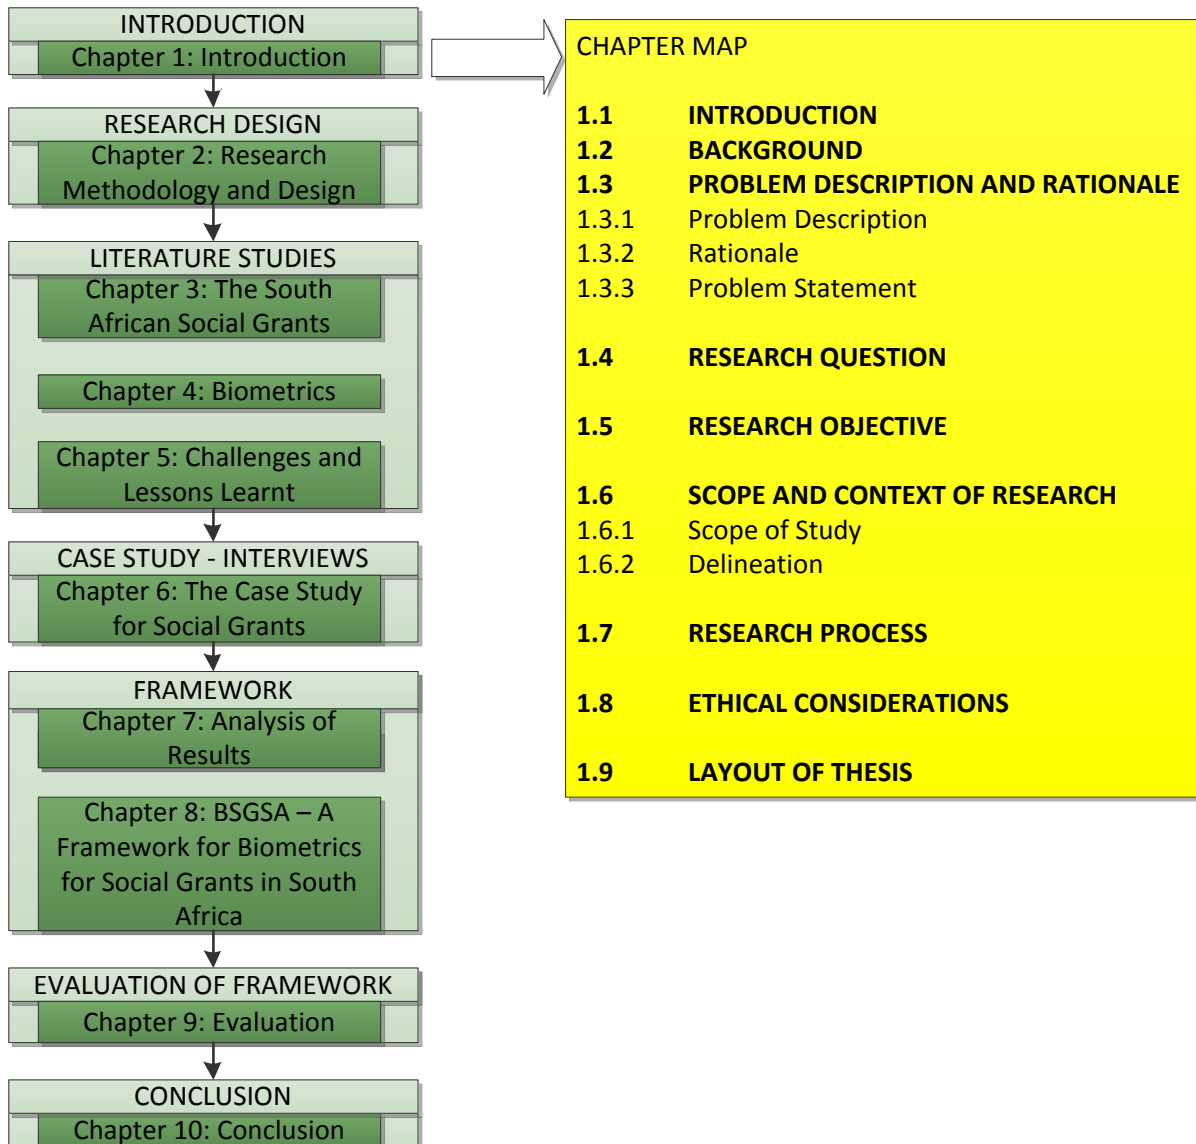 INTRODUCTION
Chapter 1: Introduction
RESEARCH DESIGN
Chapter 2: Research
Methodology and Design
LITERATURE STUDIES
Chapter 3: The South
African Social Grants
Chapter 4: Biometrics
Chapter 5: Challenges and
Lessons Learnt
CASE STUDY - INTERVIEWS
Chapter 6: The Case Study
for Social Grants
FRAMEWORK
Chapter 7: Analysis of
Results
Chapter 8: BSGSA – A
Framework for Biometrics
for Social Grants in South
Africa
EVALUATION OF FRAMEWORK
Chapter 9: Evaluation
CONCLUSION
Chapter 10: Conclusion
CHAPTER MAP
1.1 INTRODUCTION
1.2 BACKGROUND
1.3 PROBLEM DESCRIPTION AND RATIONALE
1.3.1 Problem Description
1.3.2 Rationale
1.3.3 Problem Statement
1.4 RESEARCH QUESTION
1.5 RESEARCH OBJECTIVE
1.6 SCOPE AND CONTEXT OF RESEARCH
1.6.1 Scope of Study
1.6.2 Delineation
1.7 RESEARCH PROCESS
1.8 ETHICAL CONSIDERATIONS
1.9 LAYOUT OF THESIS